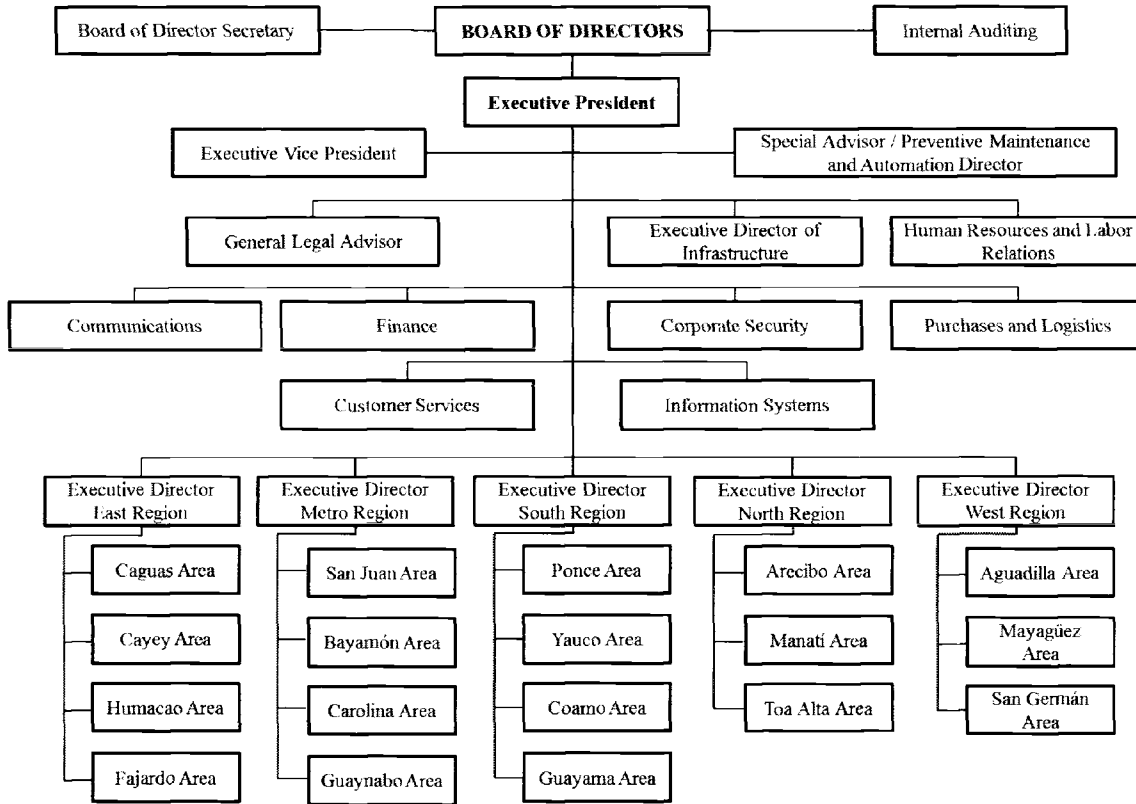 Board of Director Secretary
BOARD OF DIRECTORS
Internal Auditing
Executive President
Executive Vice President
Special Advisor / Preventive Maintenance
and Automation Director
General Legal Advisor
Executive Director of
Infrastructure
Human Resources and Labor
Relations
Communications
Finance
Corporate Security
Purchases and Logistics
Customer Services
Information Systems
Executive Director
East Region
Executive Director
Metro Region
Executive Director
South Region
Executive Director
North Region
Executive Director
West Region
Caguas Area
San Juan Area
Ponce Area
Arecibo Area
Aguadilla Area
Cayey Area
Bayamón Area
Yauco Area
Manatí Area
Mayagüez
Area
Humacao Area
Carolina Area
Coamo Area
Toa Alta Area
San Germán
Area
Fajardo Area
Guaynabo Area
Guayama Area